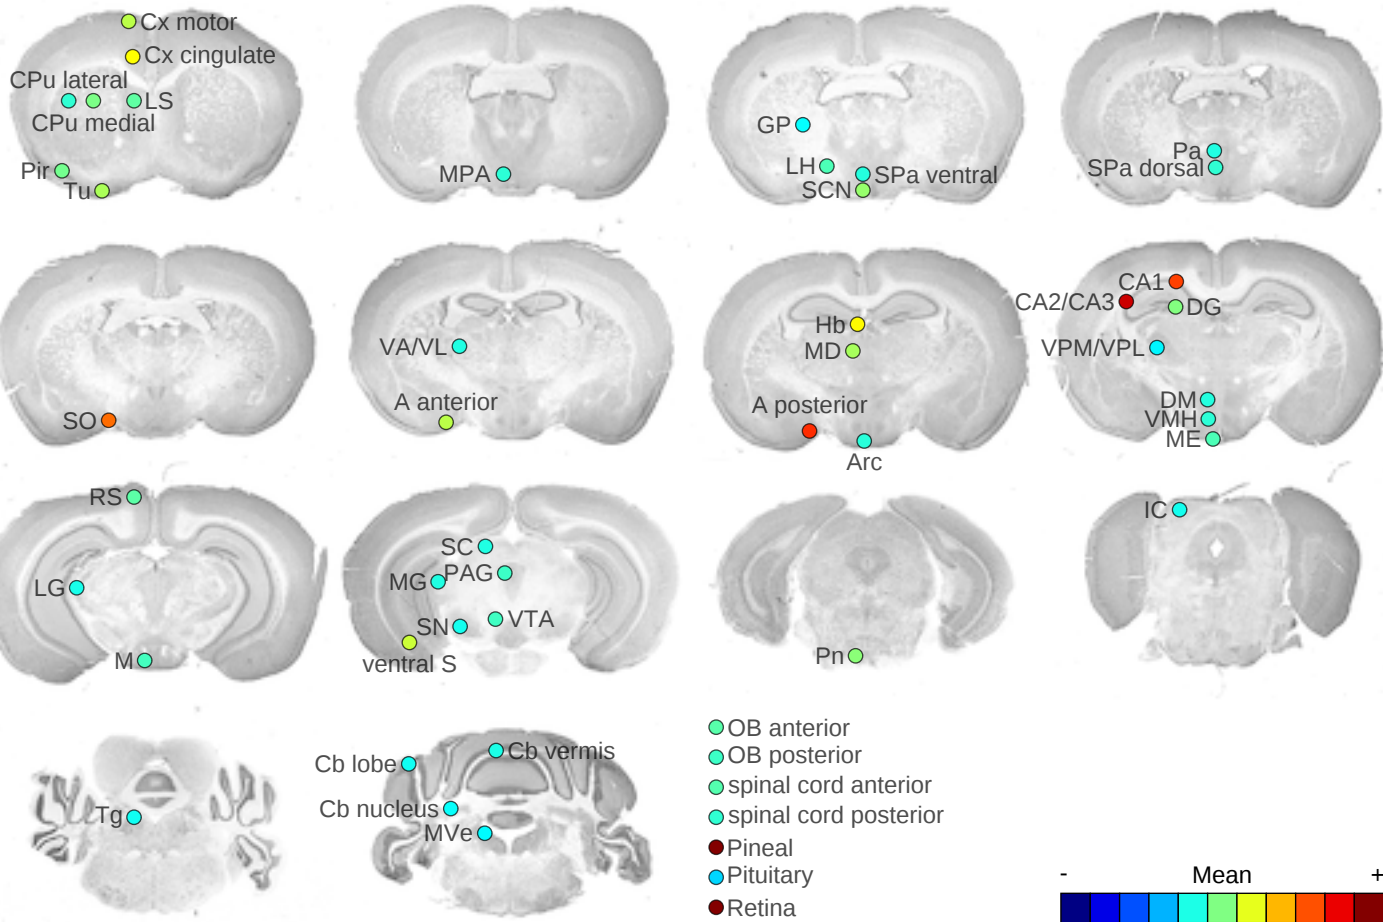 Cx motor
Cx cingulate
CPu lateral
LS
CPu medial
Pir
Tu
MPA
GP
LH
SPa ventral
SCN
Pa
SPa dorsal
SO
VA/VL
A anterior
Hb
MD
A posterior
Arc
CA1
CA2/CA3
DG
VPM/VPL
DM
VMH
ME
RS
LG
M
SC
MG
PAG
SN
VTA
ventral S
Pn
IC
Tg
Cb lobe
Cb vermis
Cb nucleus
MVe
OB anterior
OB posterior
spinal cord anterior
spinal cord posterior
Pineal
Pituitary
Retina
- Mean +